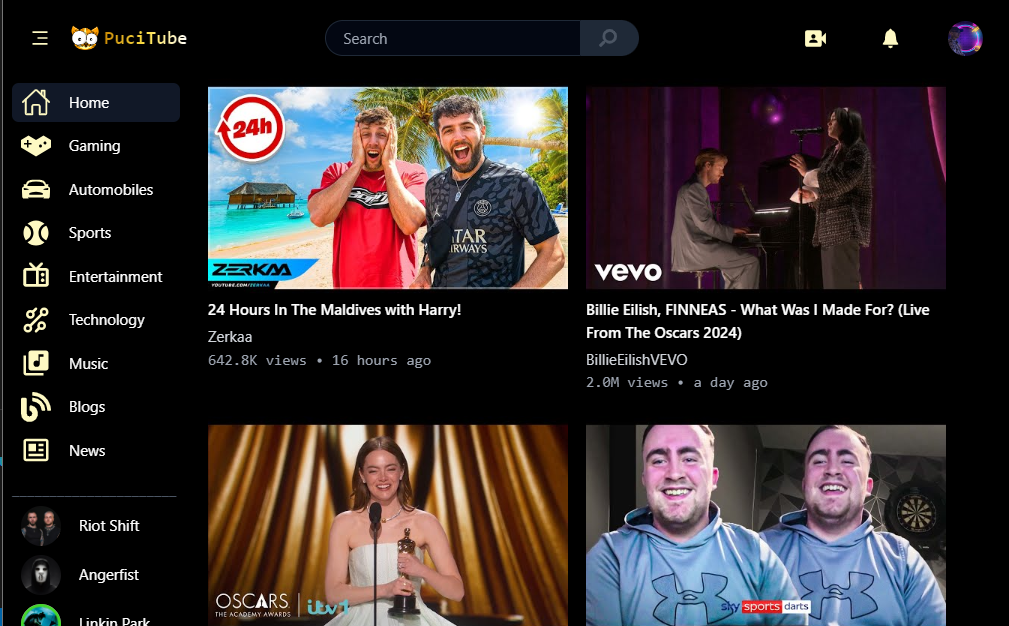 PuciTube
Search
Home
Gaming
Automobiles
Sports
Entertainment
Technology
Music
Blogs
News
Riot Shift
Angerfist
Linkin Park
24h
QATAR
AIRWAYS
ZERKAA
YOUTUBE.COM/ZERKAA
24 Hours In The Maldives with Harry!
Zerkaa
642.8K views • 16 hours ago
vevo
Billie Eilish, FINNEAS - What Was I Made For? (Live
From The Oscars 2024)
BillieEilishVEVO
2.0M views • a day ago
OSCARS
THE ACADEMY AWARDS
itv1
sky sports darts